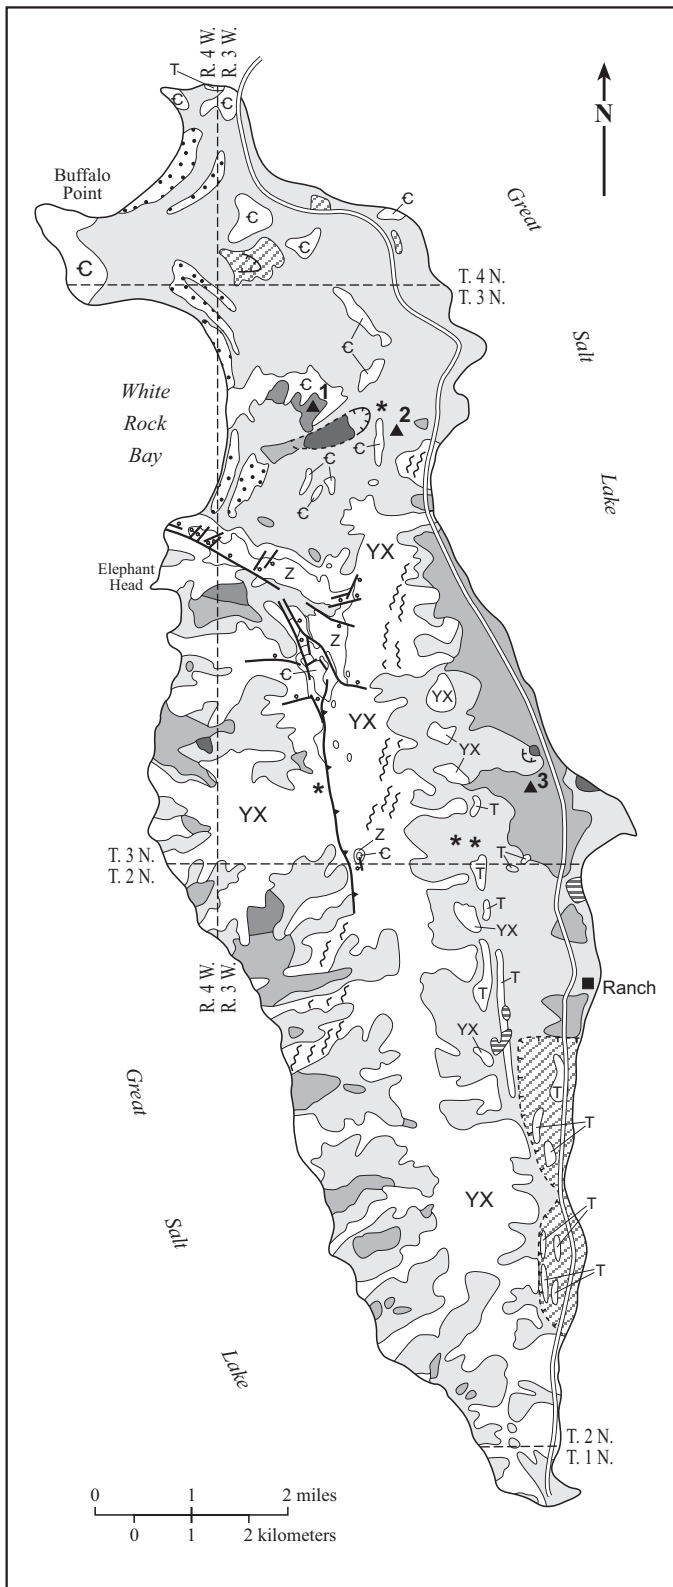 R. 4 W.
R. 3 W.
T
Ꞓ
Ꞓ
N
Buffalo
Point
Great
Ꞓ
Ꞓ
Ꞓ
Ꞓ
T. 4 N.
T. 3 N.
Ꞓ
Salt
White
Rock
Bay
Ꞓ
1
*
2
Ꞓ
Ꞓ
Ꞓ
Lake
YX
Elephant
Head
Z
Z
Ꞓ
YX
YX
YX
3
*
YX
T
Z
Ꞓ
* *
T
T. 3 N.
T. 2 N.
T
T
YX
R. 4 W.
R. 3 W.
T
T
Ranch
YX
Great
T
T
YX
Salt
T
T
Lake
T. 2 N.
T. 1 N.
0 1 2 miles
0 1 2 kilometers